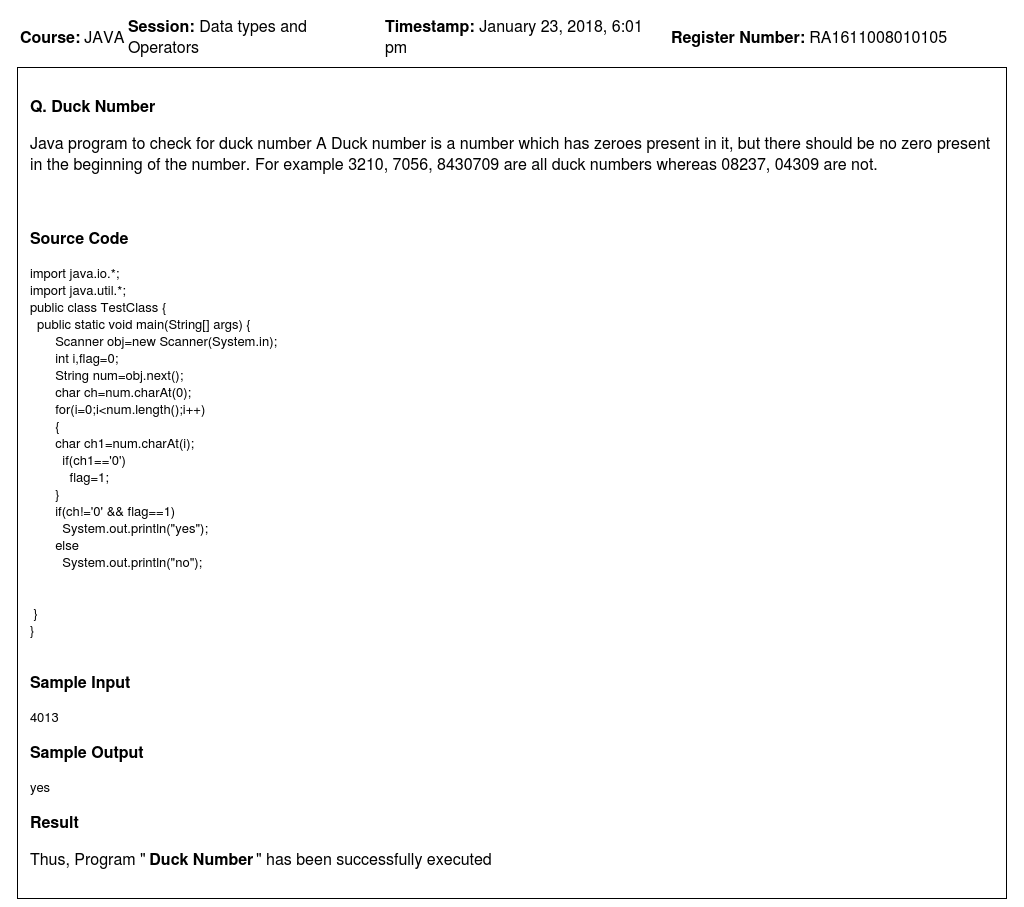 Course: JAVA Session: Data types and Operators Timestamp: January 23, 2018, 6:01 pm Register Number: RA1611008010105
Q. Duck Number
Java program to check for duck number A Duck number is a number which has zeroes present in it, but there should be no zero present
in the beginning of the number. For example 3210, 7056, 8430709 are all duck numbers whereas 08237, 04309 are not.
Source Code
import java.io.*;
import java.util.*;
public class TestClass {
  public static void main(String[] args) {
       Scanner obj=new Scanner(System.in);
       int i,flag=0;
       String num=obj.next();
       char ch=num.charAt(0);
       for(i=0;i<num.length();i++)
       {
       char ch1=num.charAt(i);
         if(ch1=='0')
           flag=1;
       }
       if(ch!='0' && flag==1)
         System.out.println("yes");
       else
         System.out.println("no");
 }
}
Sample Input
4013
Sample Output
yes
Result
Thus, Program " Duck Number " has been successfully executed